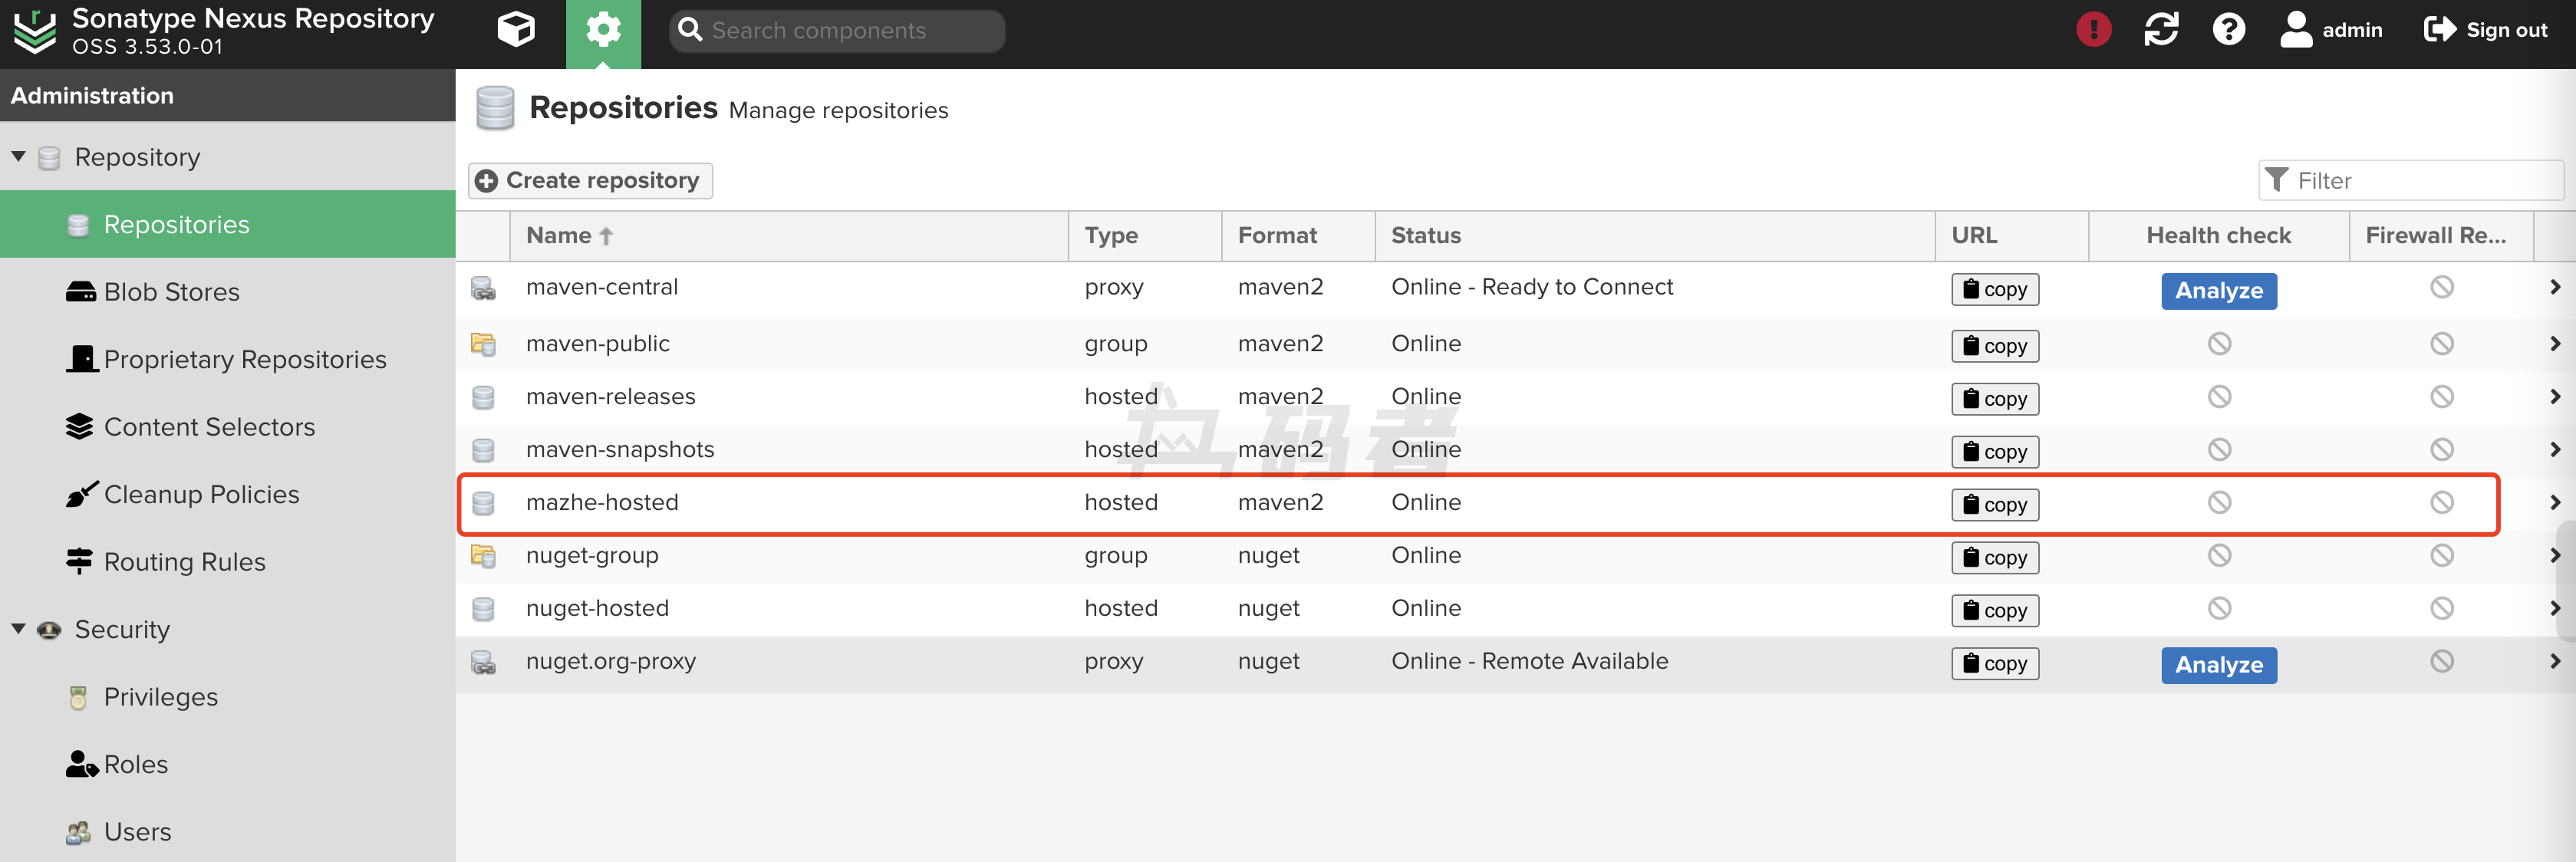 Sonatype Nexus Repository
OSS 3.53.0-01
Search components
admin
Sign out
Administration
Repository
Repositories
Blob Stores
Proprietary Repositories
Content Selectors
Cleanup Policies
Routing Rules
Security
Privileges
Roles
Users
Repositories Manage repositories
Create repository
Filter
Name Type Format Status URL Health check Firewall Re...
maven-central proxy maven2 Online - Ready to Connect copy Analyze
maven-public group maven2 Online copy
maven-releases hosted maven2 Online copy
maven-snapshots hosted maven2 Online copy
mazhe-hosted hosted maven2 Online copy
nuget-group group nuget Online copy
nuget-hosted hosted nuget Online copy
nuget.org-proxy proxy nuget Online - Remote Available copy Analyze
码者